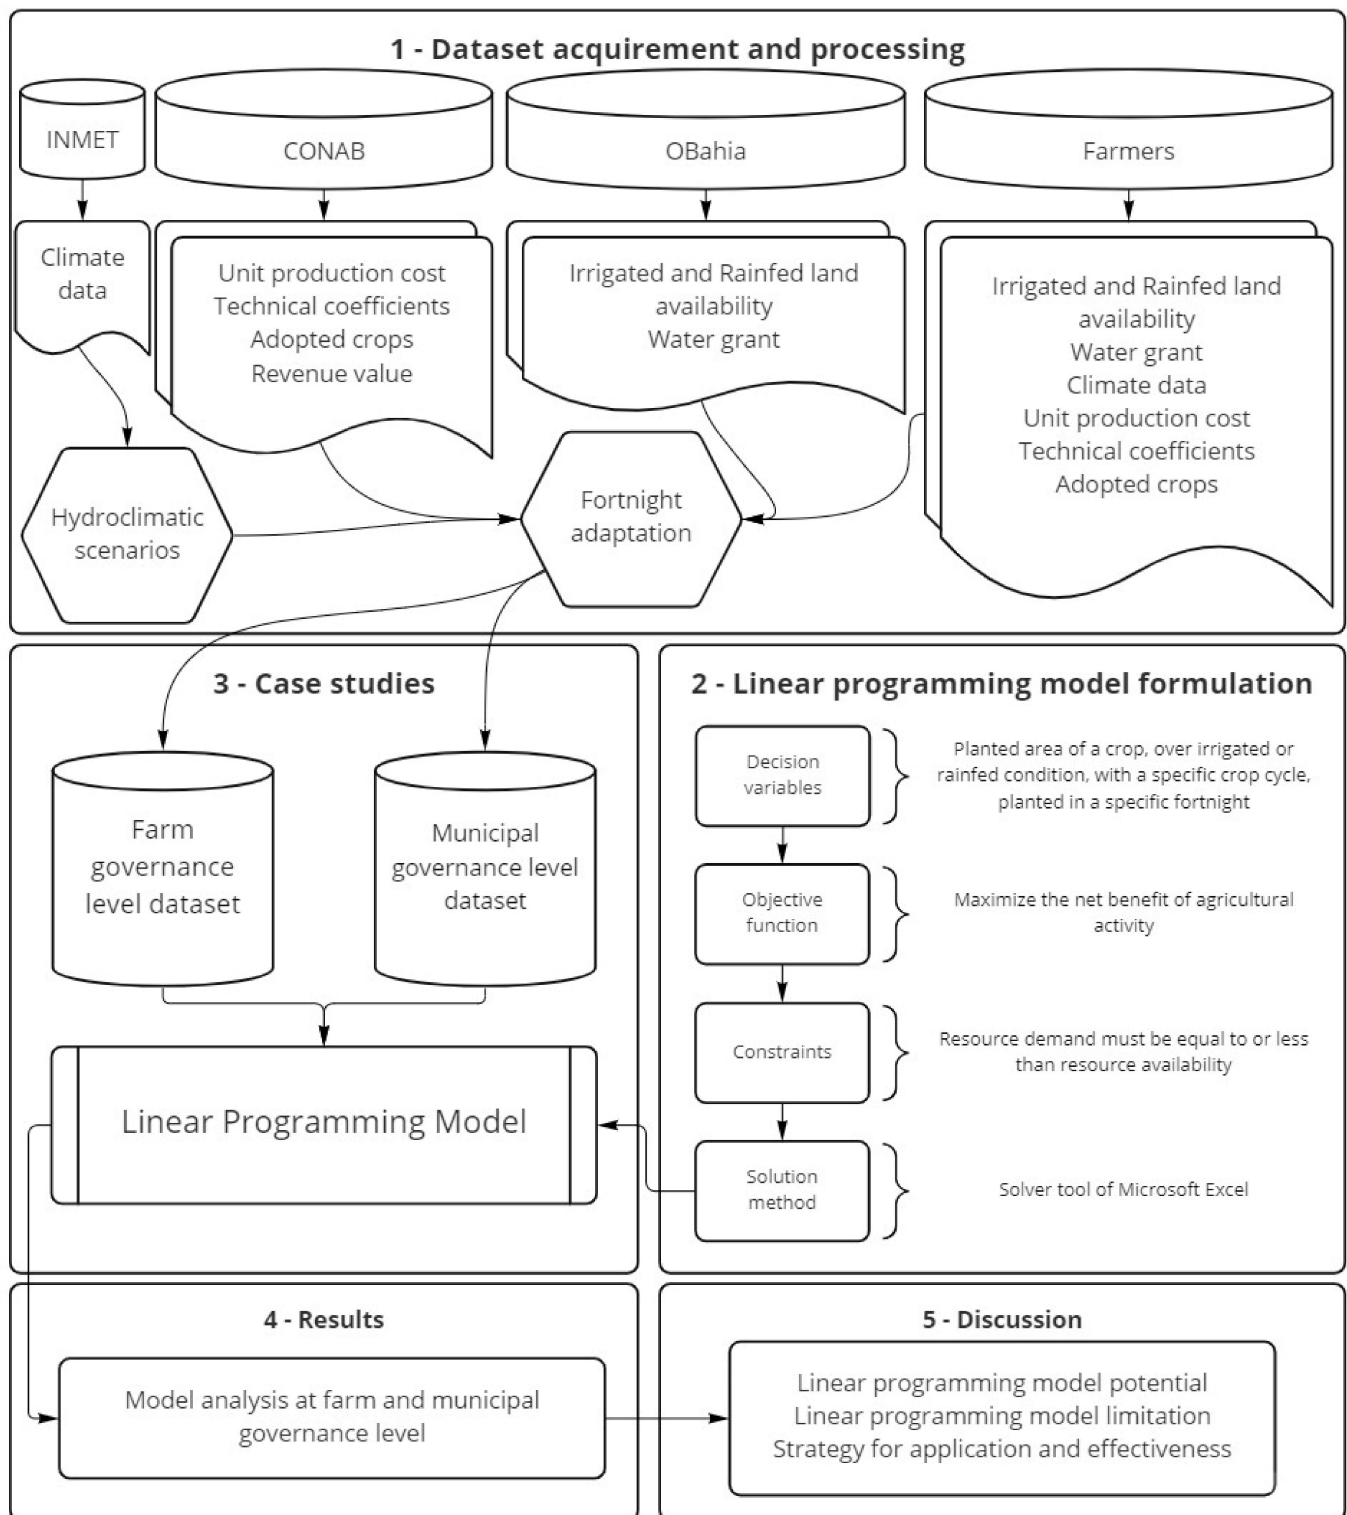 1 - Dataset acquirement and processing
INMET
CONAB
OBahia
Farmers
Climate
data
Unit production cost
Technical coefficients
Adopted crops
Revenue value
Irrigated and Rainfed land
availability
Water grant
Irrigated and Rainfed land
availability
Water grant
Climate data
Unit production cost
Technical coefficients
Adopted crops
Hydroclimatic
scenarios
Fortnight
adaptation
3 - Case studies
Farm
governance
level dataset
Municipal
governance level
dataset
Linear Programming Model
2 - Linear programming model formulation
Decision
variables
Planted area of a crop, over irrigated or
rainfed condition, with a specific crop cycle,
planted in a specific fortnight
Objective
function
Maximize the net benefit of agricultural
activity
Constraints
Resource demand must be equal to or less
than resource availability
Solution
method
Solver tool of Microsoft Excel
4 - Results
Model analysis at farm and municipal
governance level
5 - Discussion
Linear programming model potential
Linear programming model limitation
Strategy for application and effectiveness